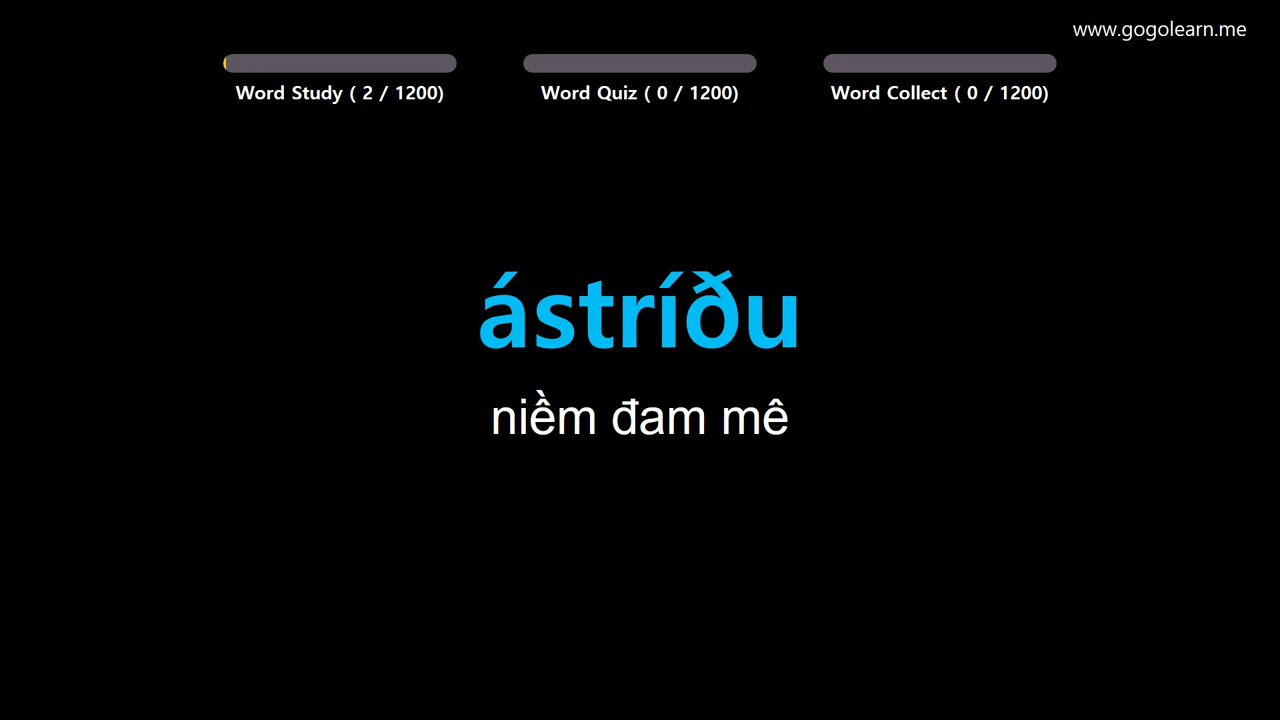 www.gogolearn.me
Word Study ( 2 / 1200)
Word Quiz ( 0 / 1200)
Word Collect ( 0 / 1200)
ástríðu
niềm đam mê